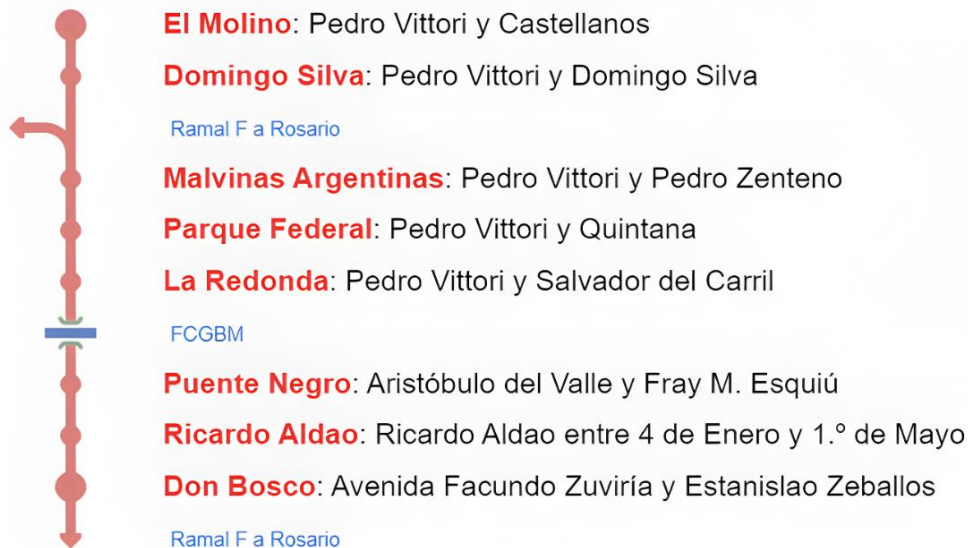 El Molino: Pedro Vittori y Castellanos
Domingo Silva: Pedro Vittori y Domingo Silva
Ramal F a Rosario
Malvinas Argentinas: Pedro Vittori y Pedro Zenteno
Parque Federal: Pedro Vittori y Quintana
La Redonda: Pedro Vittori y Salvador del Carril
FCGBM
Puente Negro: Aristóbulo del Valle y Fray M. Esquiú
Ricardo Aldao: Ricardo Aldao entre 4 de Enero y 1.º de Mayo
Don Bosco: Avenida Facundo Zuviría y Estanislao Zeballos
Ramal F a Rosario